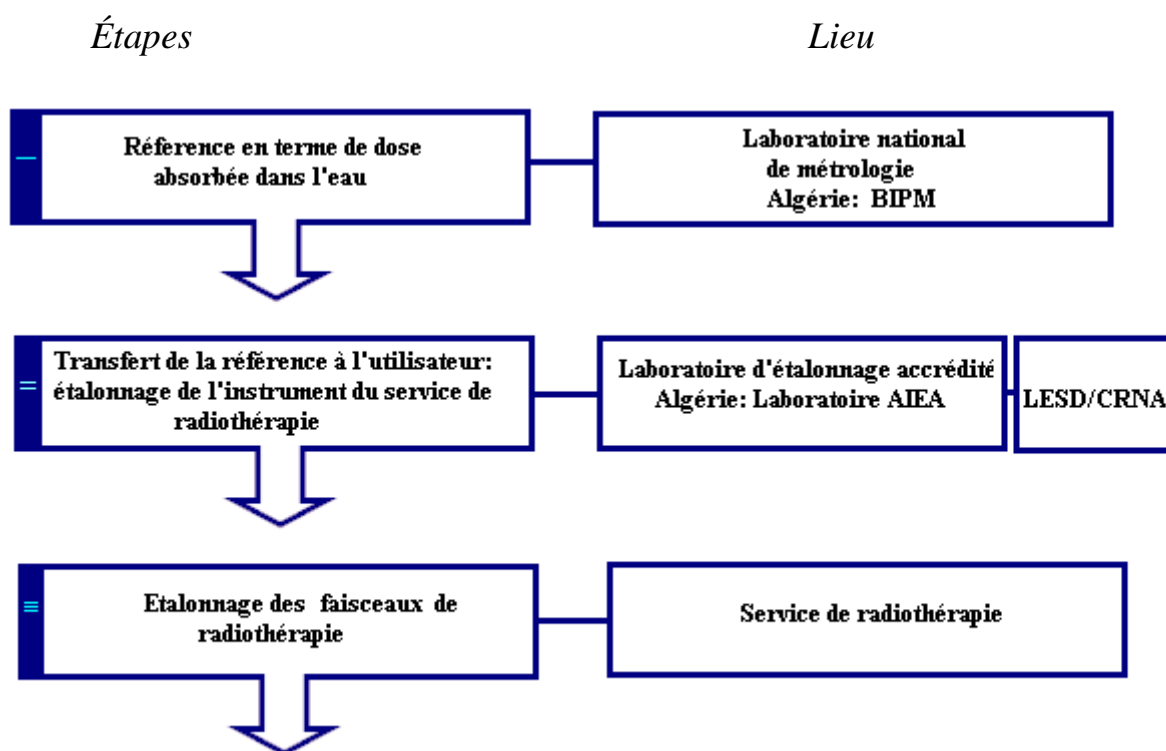 Étapes
Lieu
Réference en terme de dose
absorbée dans l'eau
Laboratoire national
de métrologie
Algérie: BIPM
Transfert de la référence à l'utilisateur:
étalonnage de l'instrument du service de
radiothérapie
Laboratoire d'étalonnage accrédité
Algérie: Laboratoire AIEA
LESD/CRNA
Etalonnage des faisceaux de
radiothérapie
Service de radiothérapie